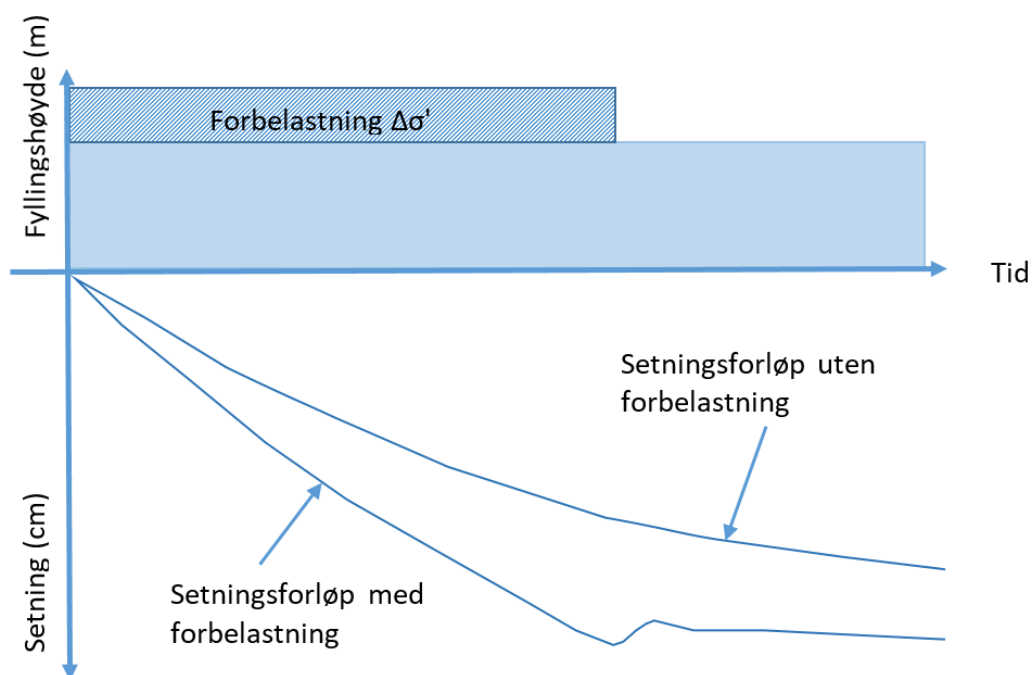 Fyllingshøyde (m)
Forbelastning Δσ'
Tid
Setningsforløp uten
forbelastning
Setning (cm)
Setningsforløp med
forbelastning